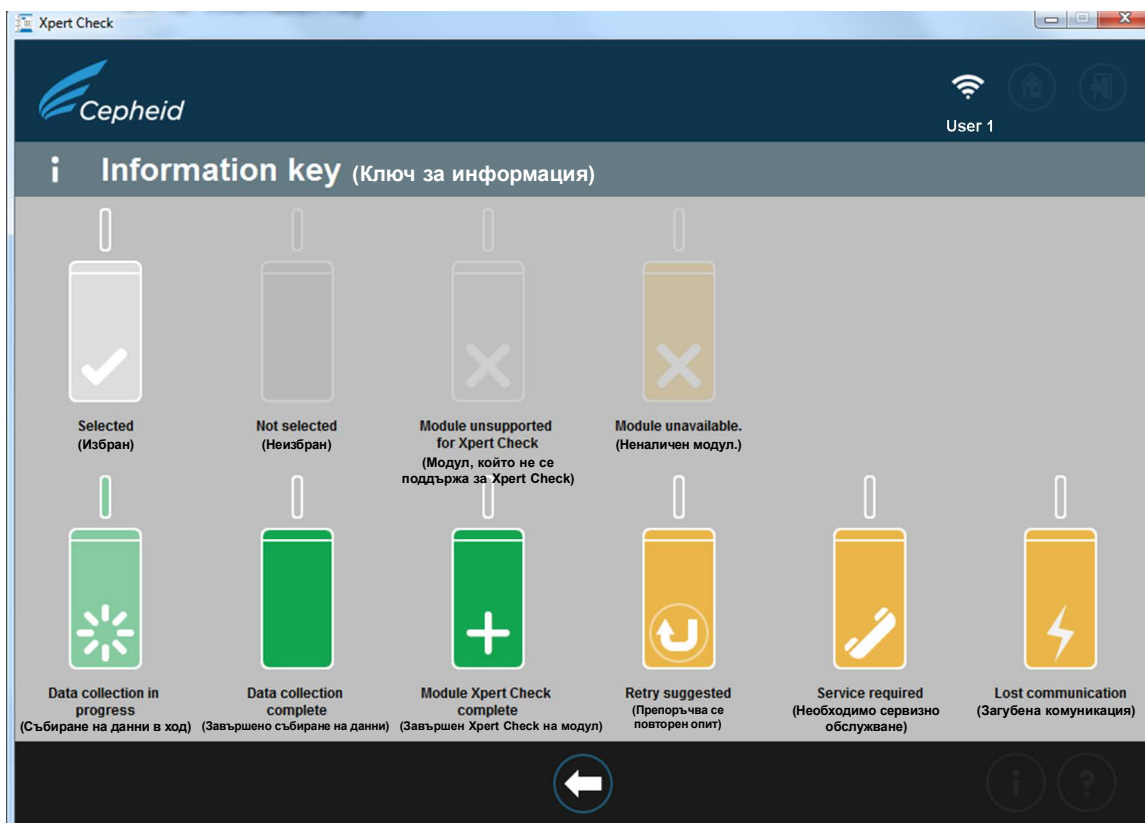 Xpert Check
Cepheid
User 1
i Information key (Ключ за информация)
Selected
(Избран)
Not selected
(Неизбран)
Module unsupported
for Xpert Check
(Модул, който не се
поддържа за Xpert Check)
Module unavailable.
(Неналичен модул.)
Data collection in
progress
(Събиране на данни в ход)
Data collection
complete
(Завършено събиране на данни)
Module Xpert Check
complete
(Завършен Xpert Check на модул)
Retry suggested
(Препоръчва се
повторен опит)
Service required
(Необходимо сервизно
обслужване)
Lost communication
(Загубена комуникация)
i ?